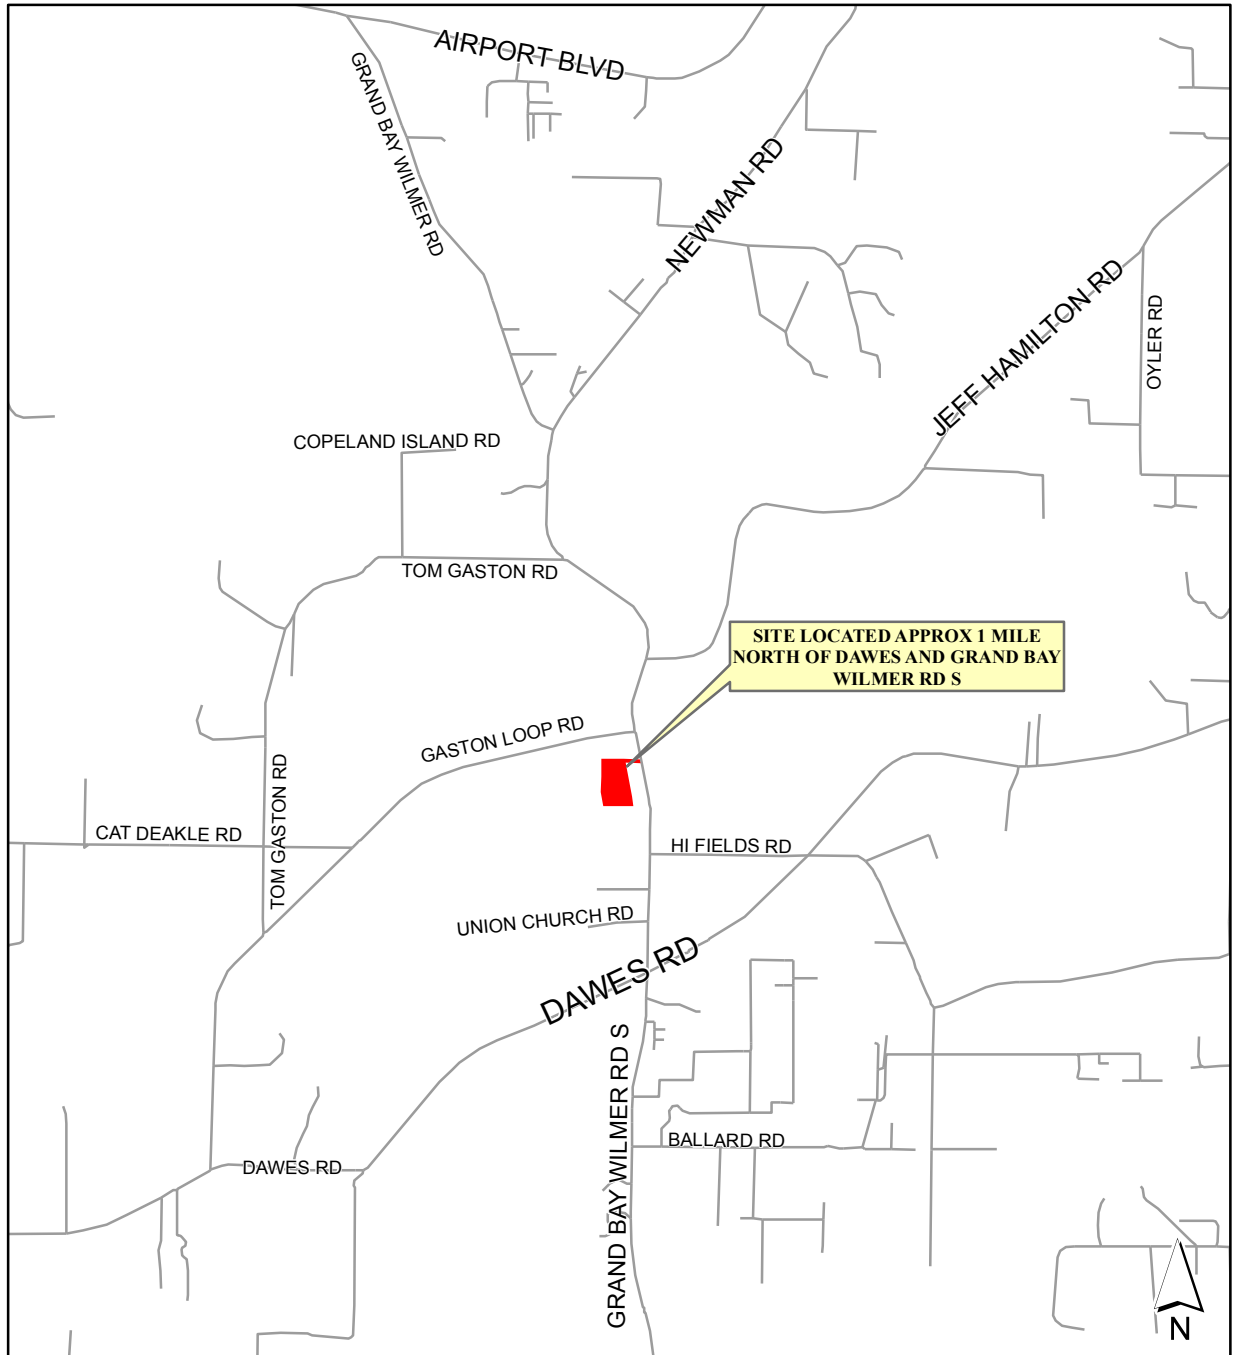 AIRPORT BLVD
GRAND BAY WILMER RD
NEWMAN RD
JEFF HAMILTON RD
OYLER RD
COPELAND ISLAND RD
TOM GASTON RD
SITE LOCATED APPROX 1 MILE
NORTH OF DAWES AND GRAND BAY
WILMER RD S
GASTON LOOP RD
TOM GASTON RD
CAT DEAKLE RD
HI FIELDS RD
UNION CHURCH RD
DAWES RD
GRAND BAY WILMER RD S
BALLARD RD
DAWES RD
N